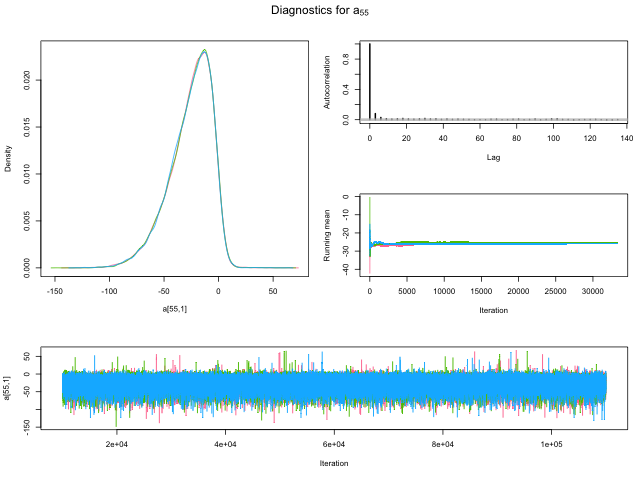 Diagnostics for a55
Density
0.000 0.005 0.010 0.015 0.020
-150 -100 -50 0 50
a[55,1]
Autocorrelation
0.0 0.4 0.8
0 20 40 60 80 100 120 140
Lag
Running mean
-40 -30 -20 -10 0
0 5000 10000 15000 20000 25000 30000
Iteration
a[55,1]
-150 -50 0 50
2e+04 4e+04 6e+04 8e+04 1e+05
Iteration